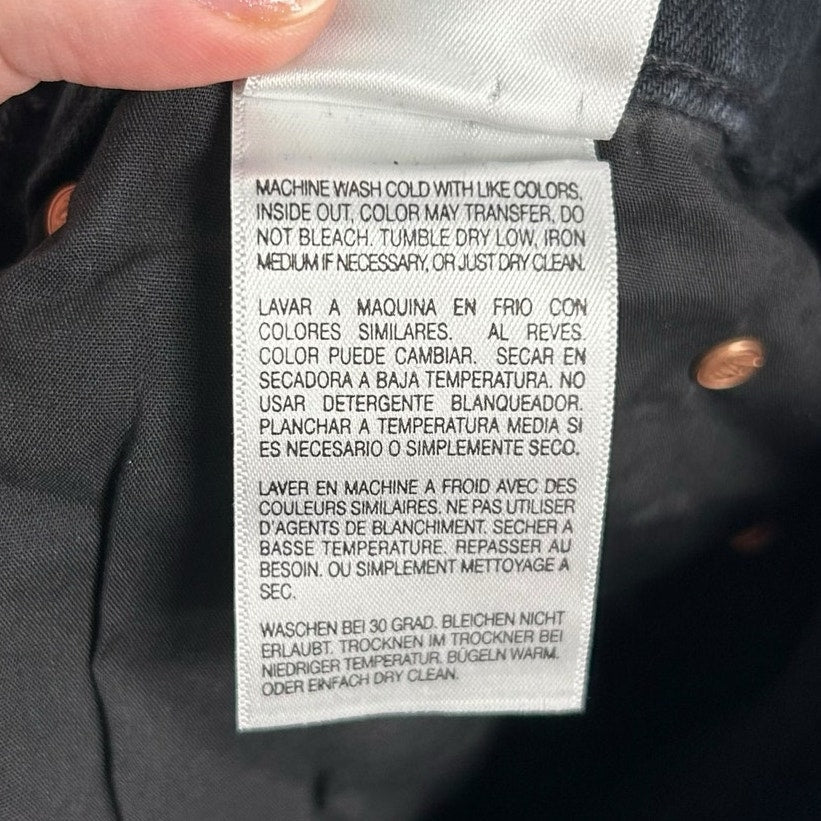 MACHINE WASH COLD WITH LIKE COLORS,
INSIDE OUT, COLOR MAY TRANSFER, DO
NOT BLEACH. TUMBLE DRY LOW, IRON
MEDIUM IF NECESSARY, OR JUST DRY CLEAN.
LAVAR A MAQUINA EN FRIO CON
COLORES SIMILARES. AL REVES.
COLOR PUEDE CAMBIAR. SECAR EN
SECADORA A BAJA TEMPERATURA. NO
USAR DETERGENTE BLANQUEADOR.
PLANCHAR A TEMPERATURA MEDIA SI
ES NECESARIO O SIMPLEMENTE SECO.
LAVER EN MACHINE A FROID AVEC DES
COULEURS SIMILAIRES. NE PAS UTILISER
D'AGENTS DE BLANCHIMENT. SECHER A
BASSE TEMPERATURE. REPASSER AU
BESOIN. OU SIMPLEMENT METTOYAGE A
SEC.
WASCHEN BEI 30 GRAD. BLEICHEN NICHT
ERLAUBT. TROCKNEN IM TROCKNER BEI
NIEDRIGER TEMPERATUR. BÜGELN WARM.
ODER EINFACH DRY CLEAN.